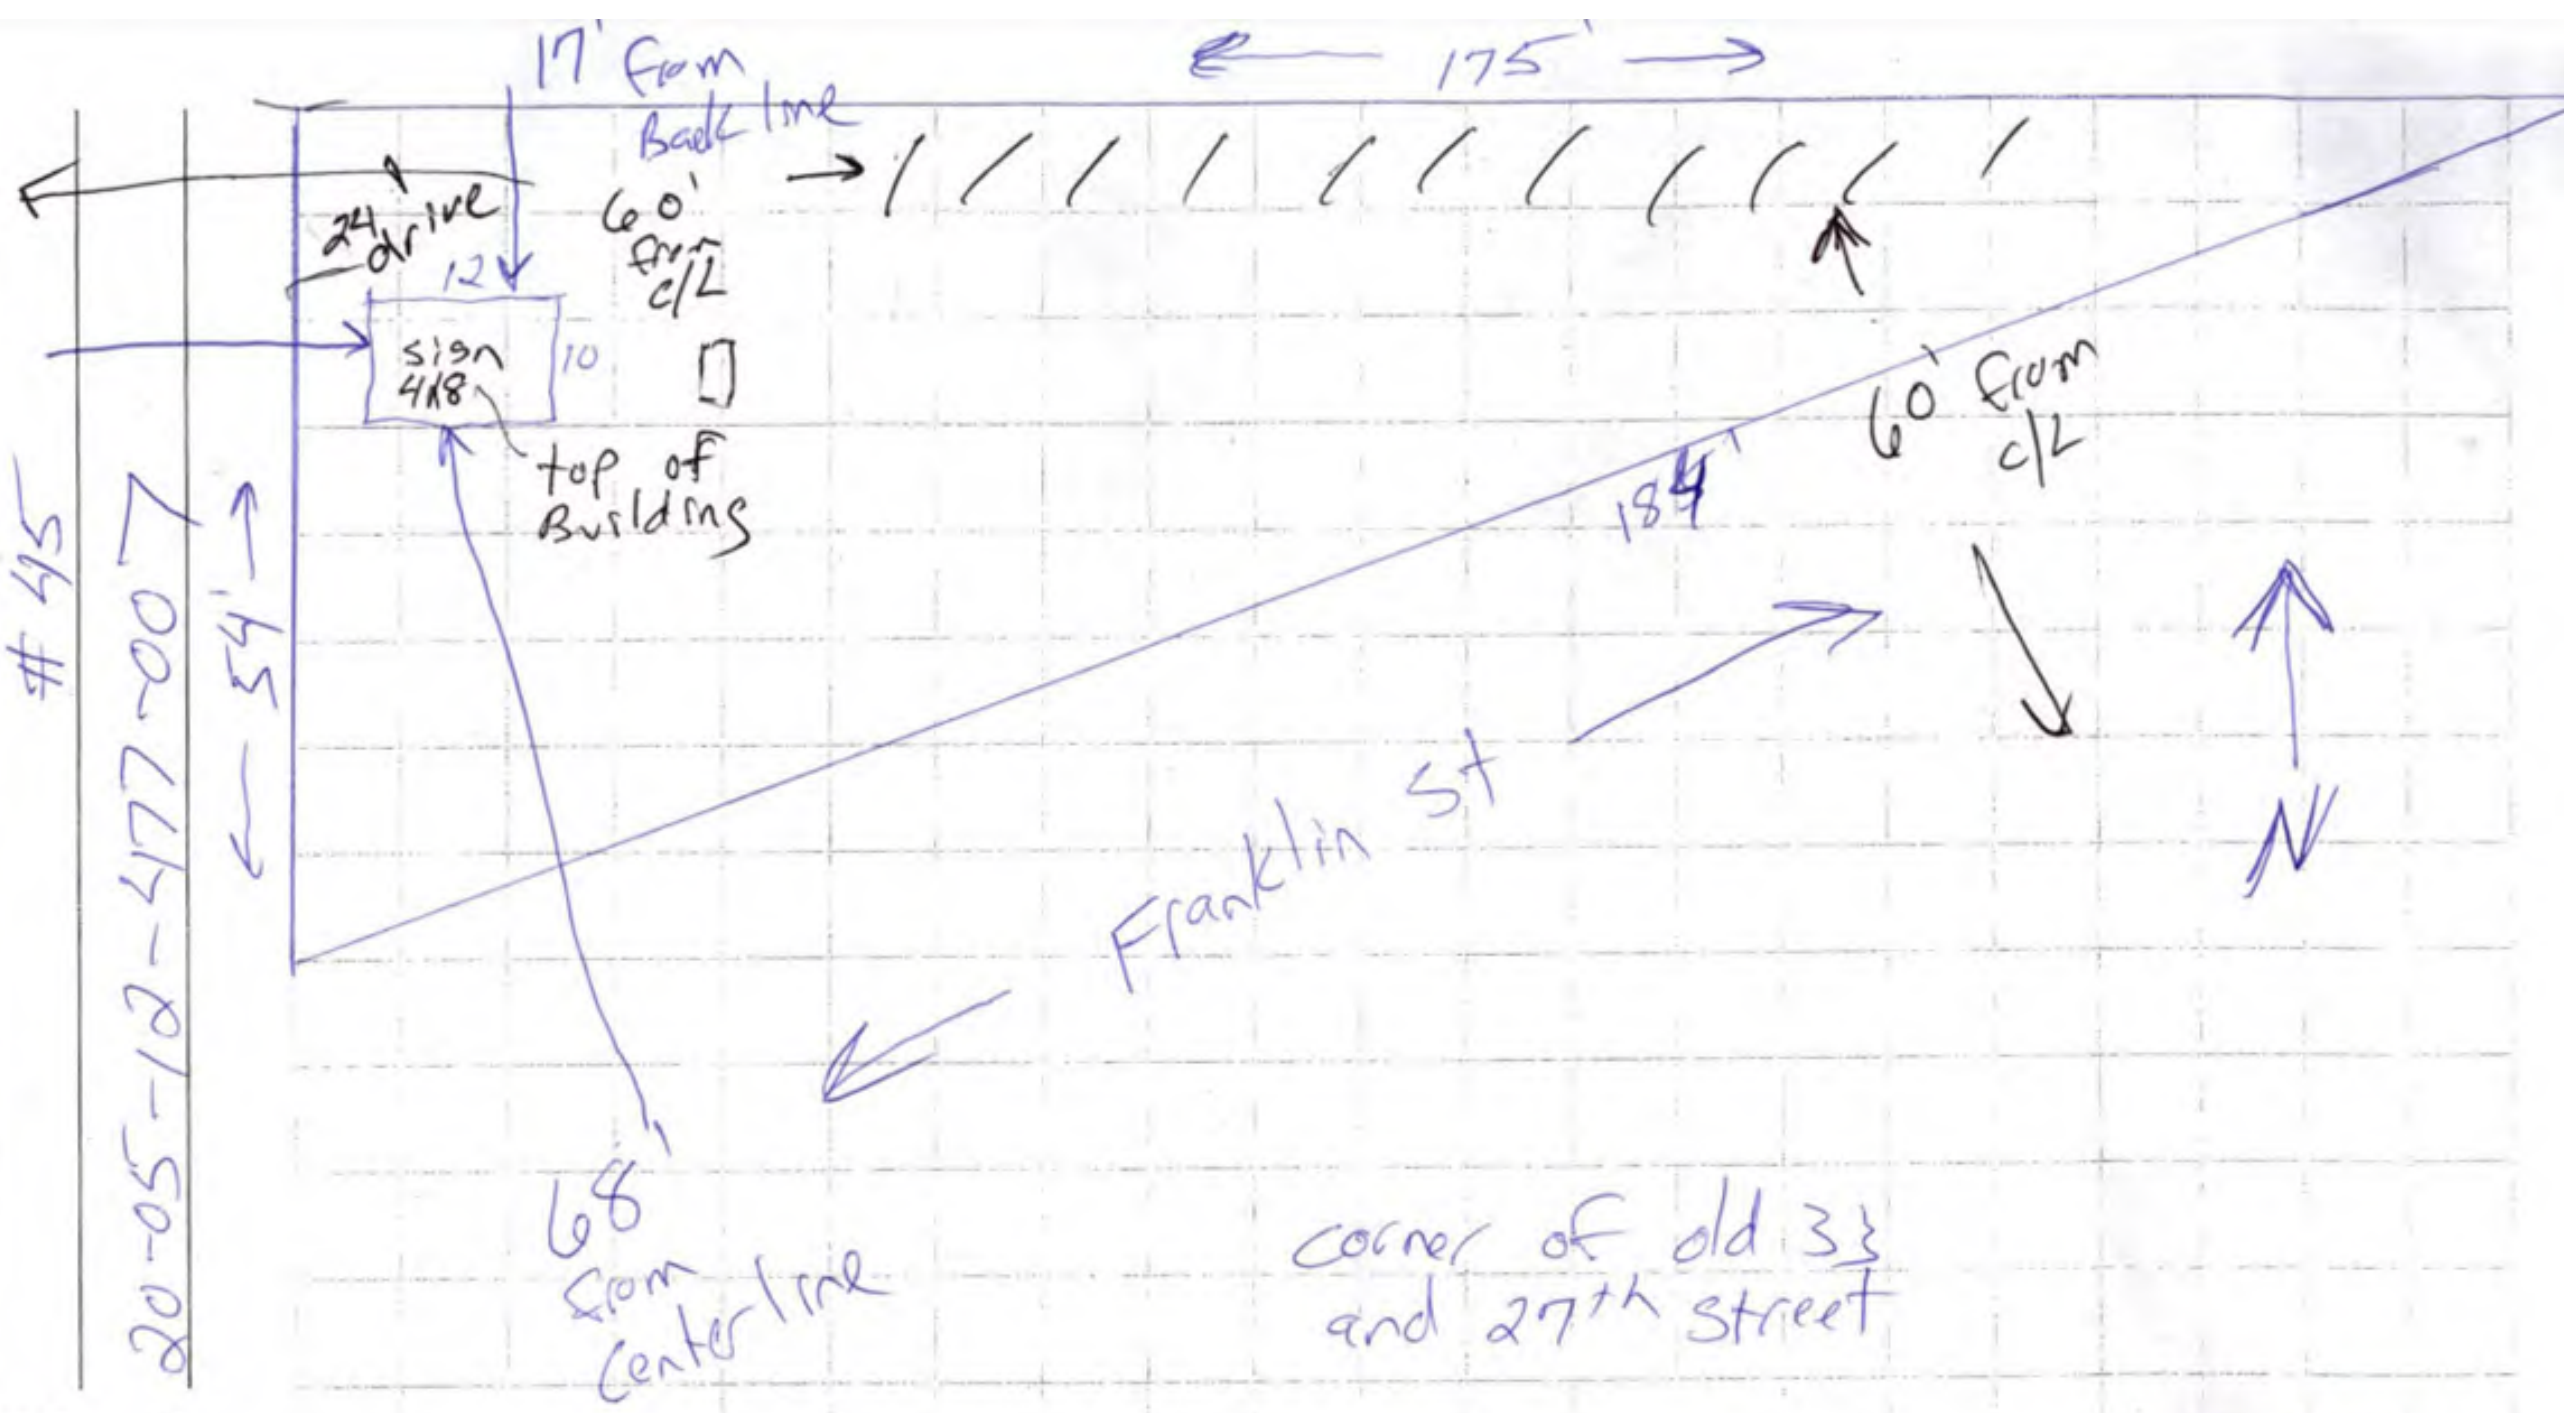 17' from
Back line
175'
24' drive
60'
from
c/L
12
10
sign
4x8
top of
Building
60' from
c/L
184'
# 45
20-05-12-477-007
54'
Franklin St
N
68'
from
Centerline
corner of old 33
and 27th street